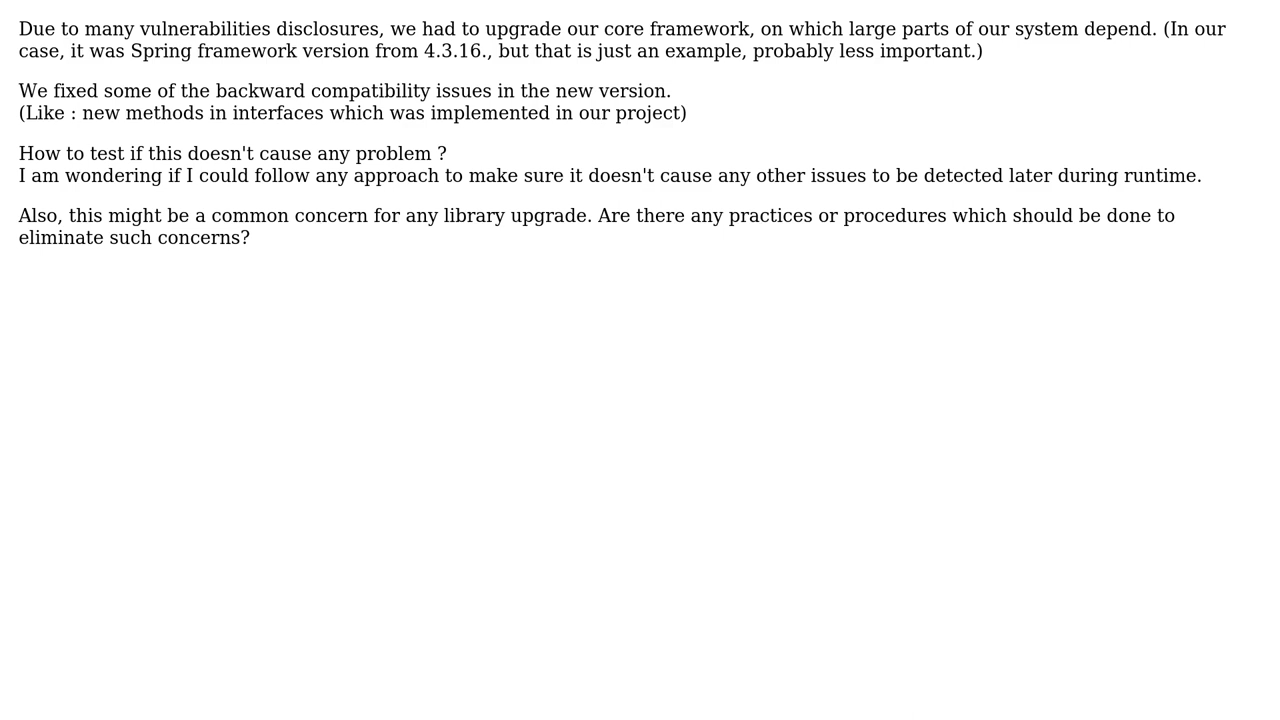 Due to many vulnerabilities disclosures, we had to upgrade our core framework, on which large parts of our system depend. (In our
case, it was Spring framework version from 4.3.16., but that is just an example, probably less important.)
We fixed some of the backward compatibility issues in the new version.
(Like : new methods in interfaces which was implemented in our project)
How to test if this doesn't cause any problem ?
I am wondering if I could follow any approach to make sure it doesn't cause any other issues to be detected later during runtime.
Also, this might be a common concern for any library upgrade. Are there any practices or procedures which should be done to
eliminate such concerns?